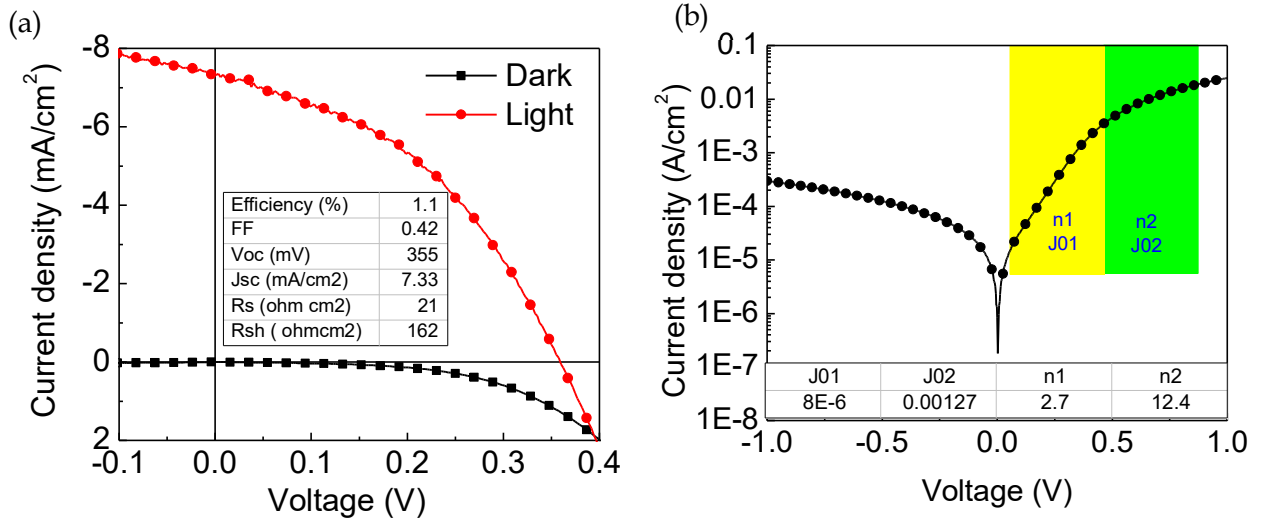 (a)
-8
-6
-4
-2
0
2
-0.1
0.0
0.1
0.2
0.3
0.4
Current density (mA/cm²)
Voltage (V)
Dark
Light
Efficiency (%) 1.1
FF 0.42
Voc (mV) 355
Jsc (mA/cm2) 7.33
Rs (ohm cm2) 21
Rsh ( ohmcm2) 162
(b)
0.1
0.01
1E-3
1E-4
1E-5
1E-6
1E-7
1E-8
-1.0
-0.5
0.0
0.5
1.0
Current density (A/cm²)
Voltage (V)
n1
J01
n2
J02
J01 J02 n1 n2
8E-6 0.00127 2.7 12.4